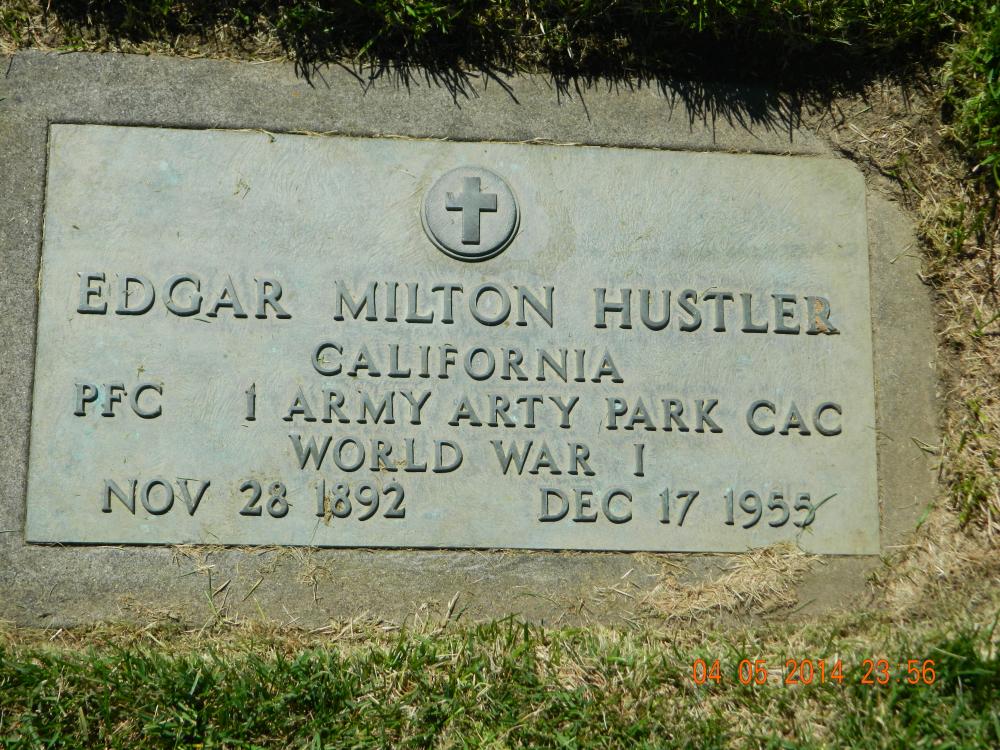 EDGAR MILTON HUSTLER
CALIFORNIA
PFC 1 ARMY ARTY PARK CAC
WORLD WAR I
NOV 28 1892 DEC 17 1955
04 05 2014 23 56